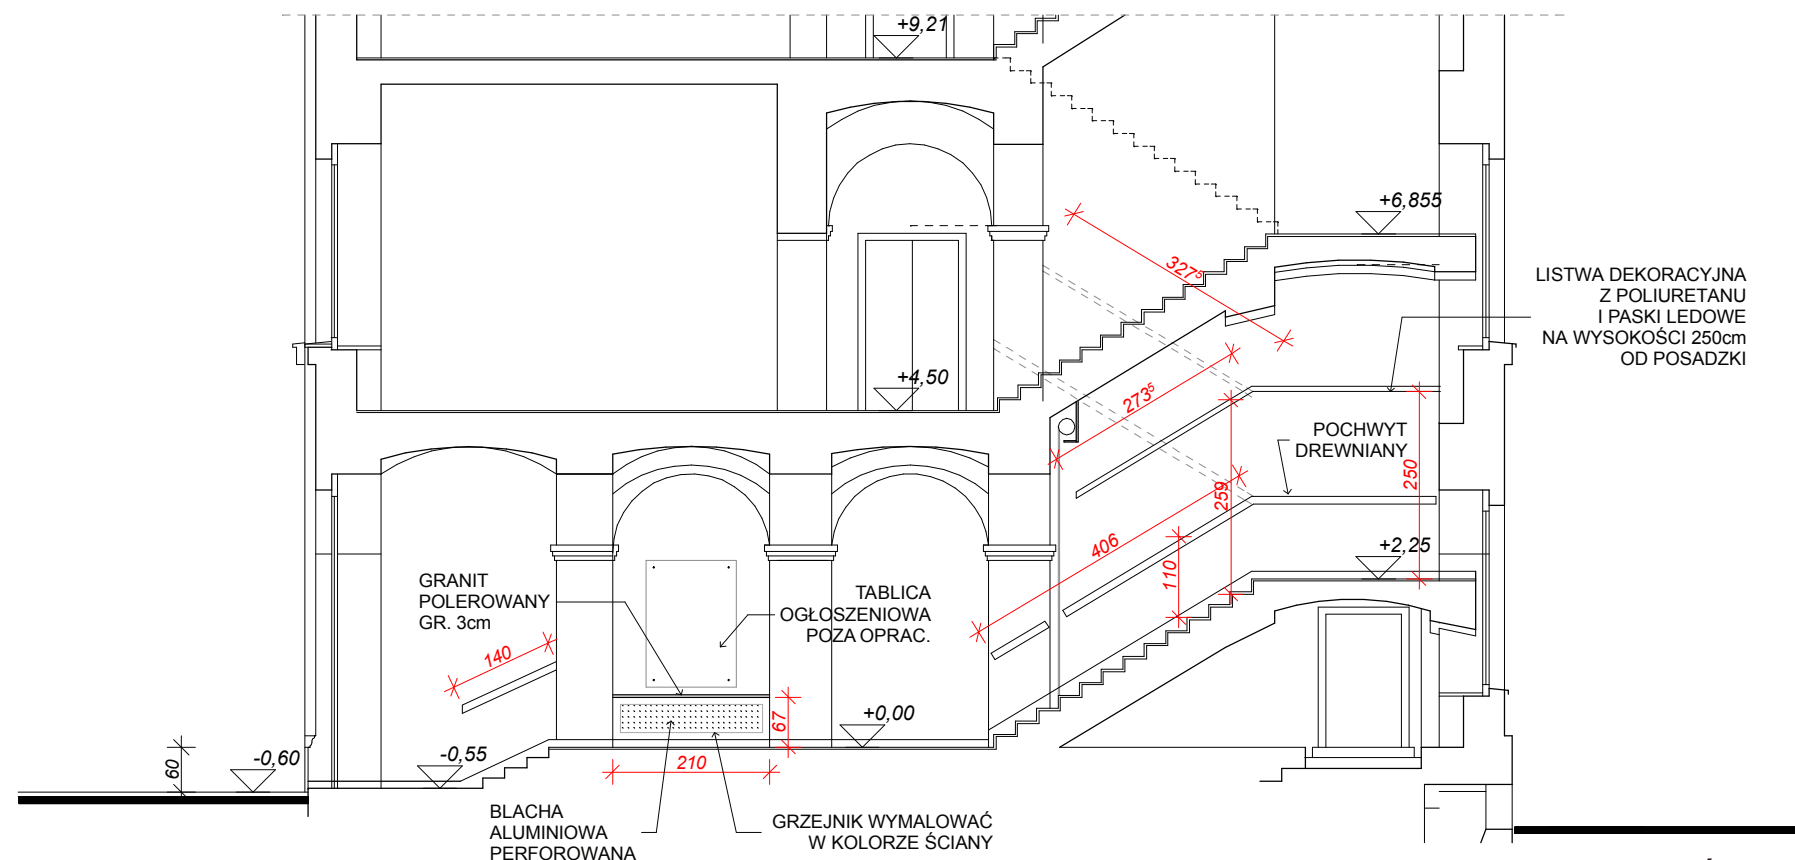 +9,21
+6,855
327⁵
LISTWA DEKORACYJNA
Z POLIURETANU
I PASKI LEDOWE
NA WYSOKOŚCI 250cm
OD POSADZKI
+4,50
273⁵
POCHWYT
DREWNIANY
250
259
406
110
+2,25
GRANIT
POLEROWANY
GR. 3cm
TABLICA
OGŁOSZENIOWA
POZA OPRAC.
140
67
+0,00
-0,55
-0,60
60
210
BLACHA
ALUMINIOWA
PERFOROWANA
GRZEJNIK WYMALOWAĆ
W KOLORZE ŚCIANY